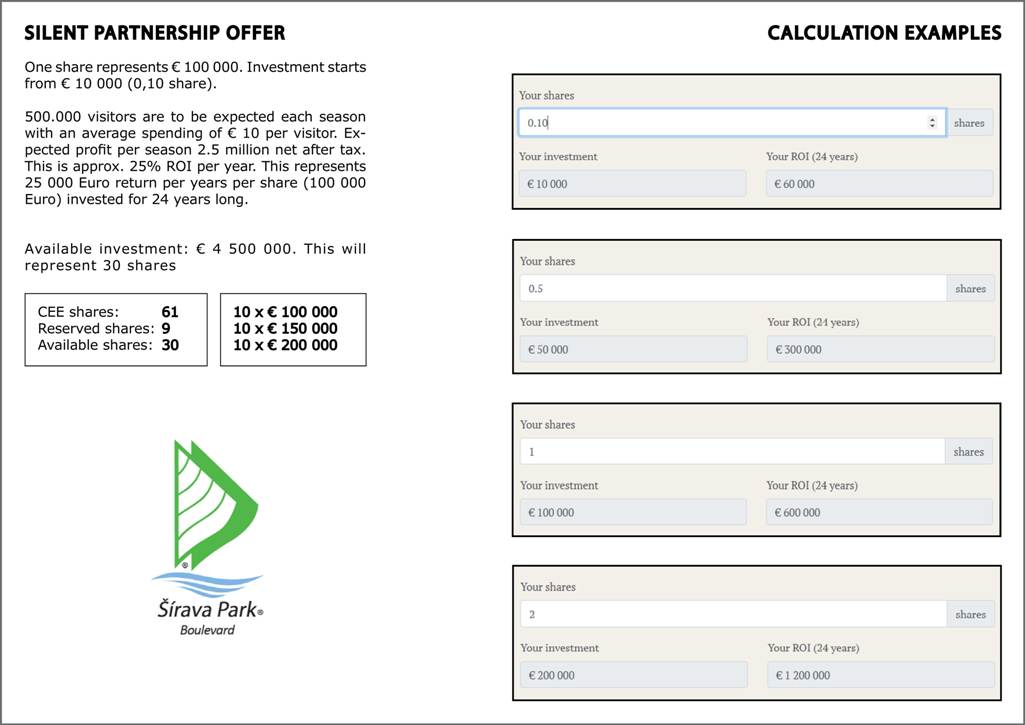 SILENT PARTNERSHIP OFFER
One share represents € 100 000. Investment starts
from € 10 000 (0,10 share).
500.000 visitors are to be expected each season
with an average spending of € 10 per visitor. Ex-
pected profit per season 2.5 million net after tax.
This is approx. 25% ROI per year. This represents
25 000 Euro return per years per share (100 000
Euro) invested for 24 years long.
Available investment: € 4 500 000. This will
represent 30 shares
CEE shares: 61
Reserved shares: 9
Available shares: 30
10 x € 100 000
10 x € 150 000
10 x € 200 000
®
Šírava Park®
Boulevard
CALCULATION EXAMPLES
Your shares
0.10 shares
Your investment Your ROI (24 years)
€ 10 000 € 60 000
Your shares
0.5 shares
Your investment Your ROI (24 years)
€ 50 000 € 300 000
Your shares
1 shares
Your investment Your ROI (24 years)
€ 100 000 € 600 000
Your shares
2 shares
Your investment Your ROI (24 years)
€ 200 000 € 1 200 000